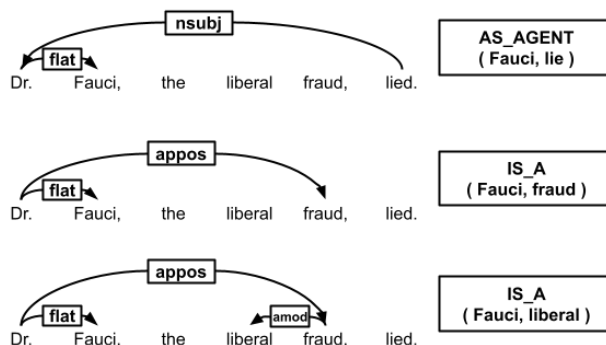 nsubj
flat
Dr. Fauci, the liberal fraud, lied.
AS_AGENT
( Fauci, lie )
appos
flat
Dr. Fauci, the liberal fraud, lied.
IS_A
( Fauci, fraud )
appos
flat amod
Dr. Fauci, the liberal fraud, lied.
IS_A
( Fauci, liberal )